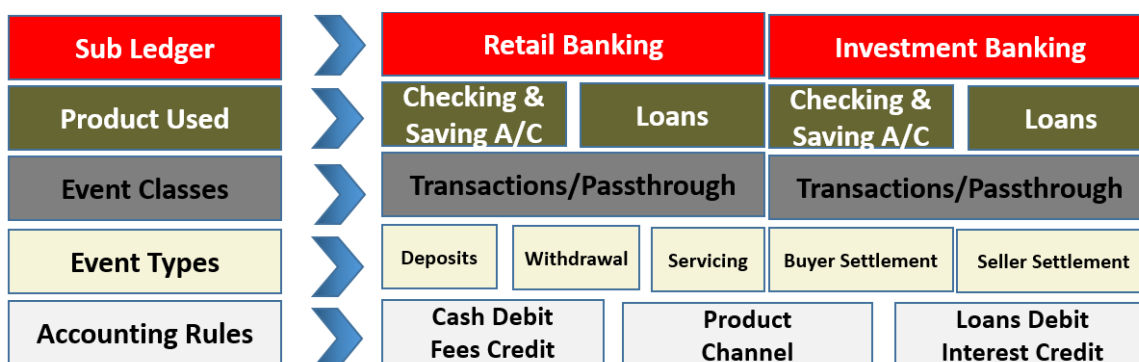 Sub Ledger
Retail Banking
Investment Banking
Product Used
Checking &
Saving A/C
Loans
Checking &
Saving A/C
Loans
Event Classes
Transactions/Passthrough
Transactions/Passthrough
Event Types
Deposits
Withdrawal
Servicing
Buyer Settlement
Seller Settlement
Accounting Rules
Cash Debit
Fees Credit
Product
Channel
Loans Debit
Interest Credit